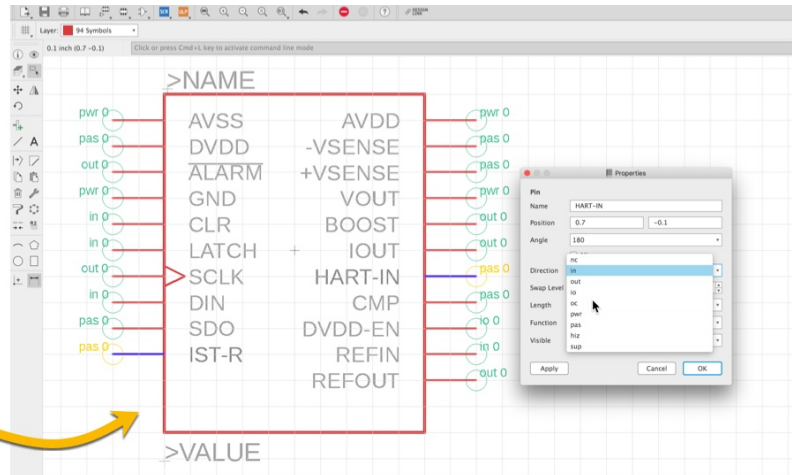 SCR
ULP
DESIGN
LINK
Layer: 94 Symbols
0.1 inch (0.7 -0.1)
Click or press Cmd+L key to activate command line mode
>NAME
pwr 0 AVSS AVDD pwr 0
pas 0 DVDD -VSENSE pas 0
out 0 ALARM +VSENSE pas 0
pwr 0 GND VOUT pwr 0
in 0 CLR BOOST out 0
in 0 LATCH IOUT out 0
out 0 SCLK HART-IN pas 0
in 0 DIN CMP pas 0
pas 0 SDO DVDD-EN io 0
pas 0 IST-R REFIN in 0
REFOUT out 0
>VALUE
Properties
Pin
Name HART-IN
Position 0.7 -0.1
Angle 180
Direction
Swap Level
Length
Function
Visible
nc
in
out
io
oc
pwr
pas
hiz
sup
Apply Cancel OK